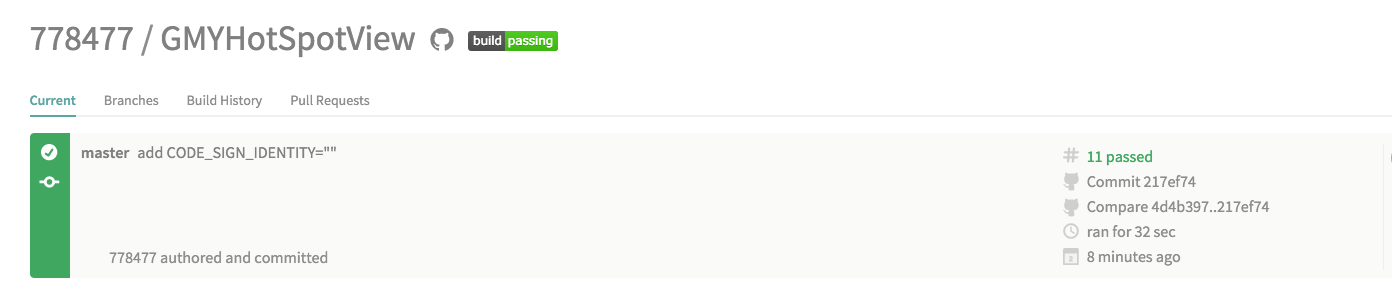 778477 / GMYHotSpotView build passing
Current Branches Build History Pull Requests
master add CODE_SIGN_IDENTITY=""
778477 authored and committed
# 11 passed
Commit 217ef74
Compare 4d4b397..217ef74
ran for 32 sec
8 minutes ago